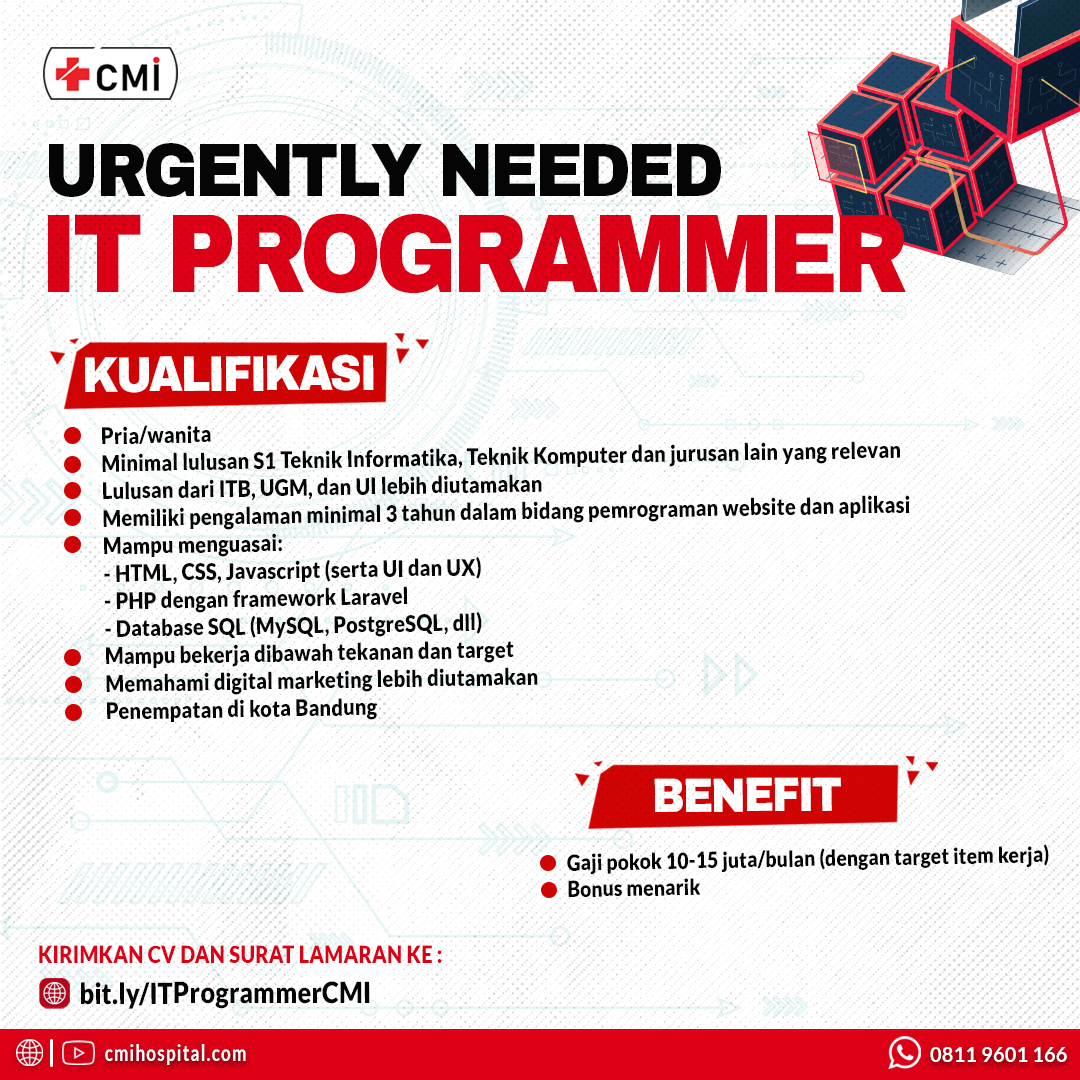 CMI
URGENTLY NEEDED
IT PROGRAMMER
KUALIFIKASI
Pria/wanita
Minimal lulusan S1 Teknik Informatika, Teknik Komputer dan jurusan lain yang relevan
Lulusan dari ITB, UGM, dan UI lebih diutamakan
Memiliki pengalaman minimal 3 tahun dalam bidang pemrograman website dan aplikasi
Mampu menguasai:
- HTML, CSS, Javascript (serta UI dan UX)
- PHP dengan framework Laravel
- Database SQL (MySQL, PostgreSQL, dll)
Mampu bekerja dibawah tekanan dan target
Memahami digital marketing lebih diutamakan
Penempatan di kota Bandung
BENEFIT
Gaji pokok 10-15 juta/bulan (dengan target item kerja)
Bonus menarik
KIRIMKAN CV DAN SURAT LAMARAN KE :
bit.ly/ITProgrammerCMI
cmihospital.com
0811 9601 166